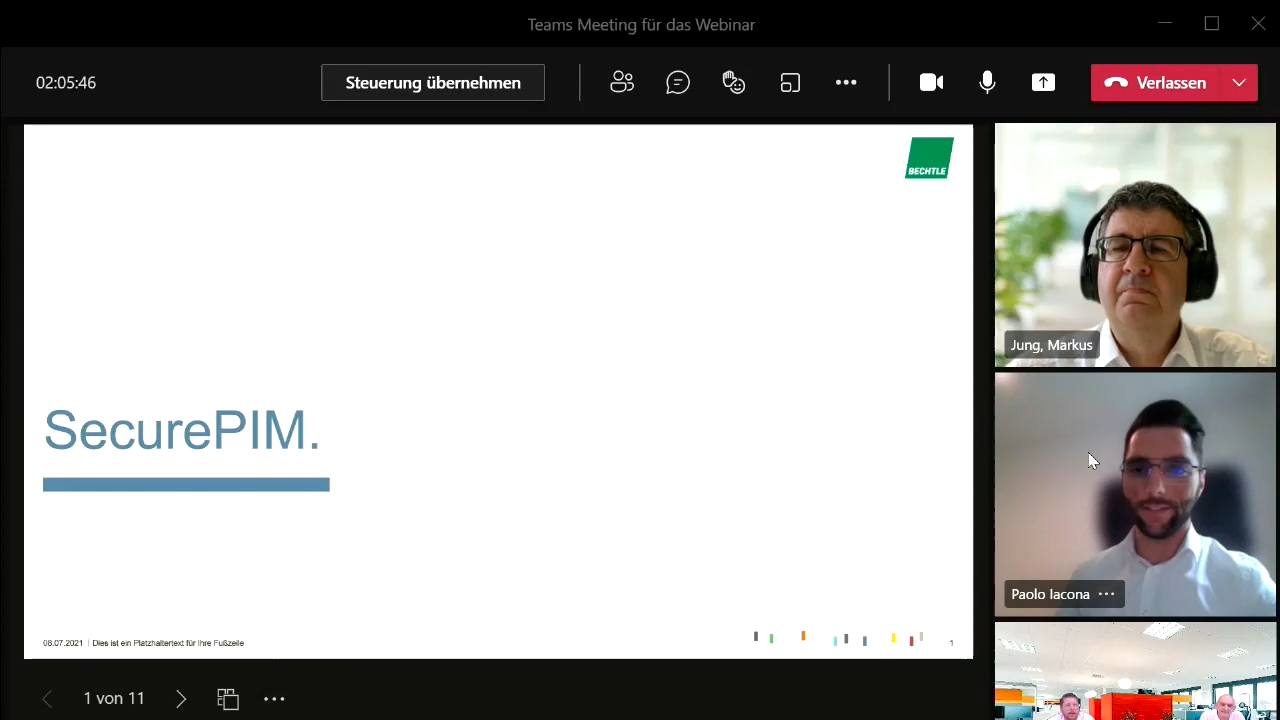 Teams Meeting für das Webinar
02:05:46
Steuerung übernehmen
Verlassen
BECHTLE
Jung, Markus
SecurePIM.
Paolo Iacona
08.07.2021 | Dies ist ein Platzhaltertext für Ihre Fußzeile
1
1 von 11